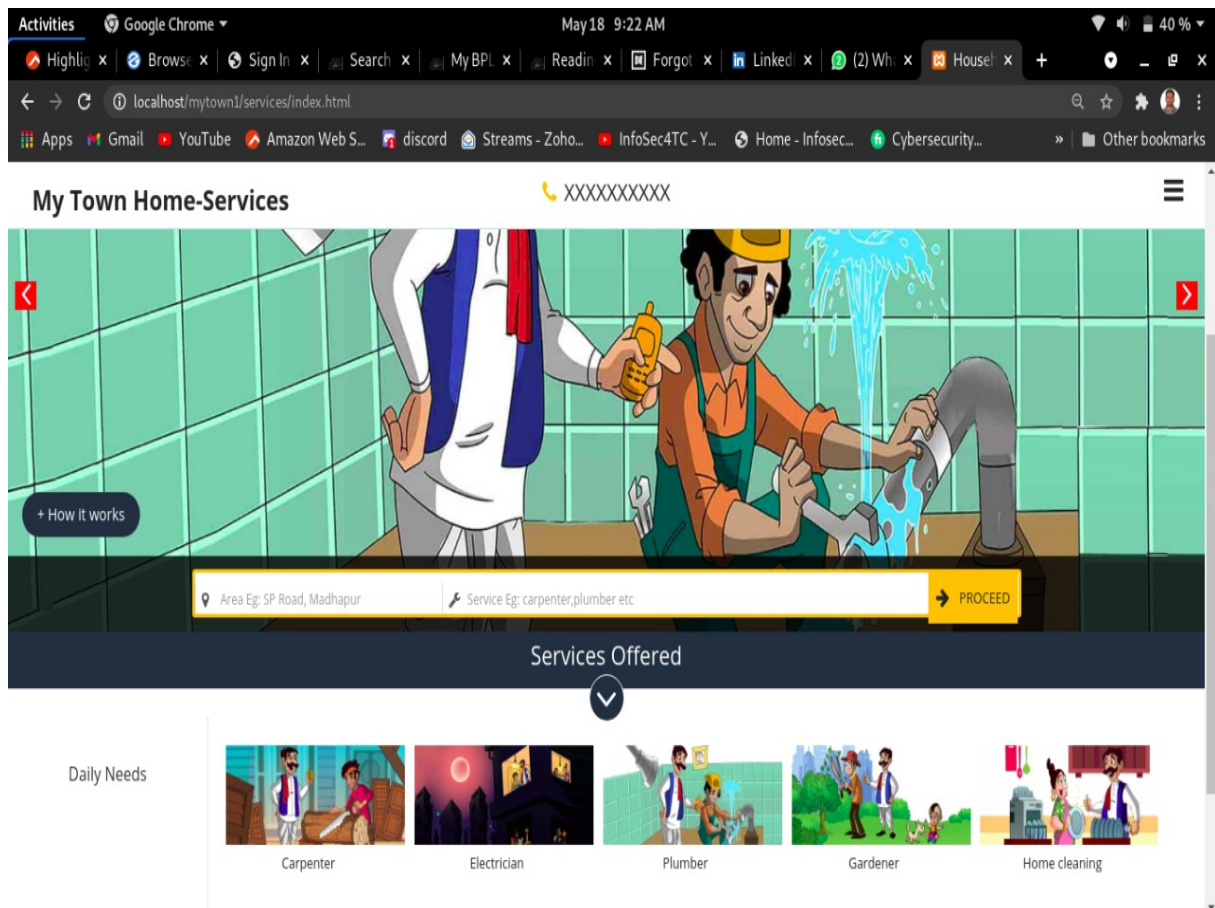 Activities Google Chrome May 18 9:22 AM 40 %
Highlig Browse Sign In Search My BPL Readin Forgot LinkedI (2) Wh Househ
localhost/mytown1/services/index.html
Apps Gmail YouTube Amazon Web S... discord Streams - Zoho... InfoSec4TC - Y... Home - Infosec... Cybersecurity... » Other bookmarks
My Town Home-Services XXXXXXXXXX
+ How it works
Area Eg: SP Road, Madhapur Service Eg: carpenter,plumber etc PROCEED
Services Offered
Daily Needs
Carpenter Electrician Plumber Gardener Home cleaning